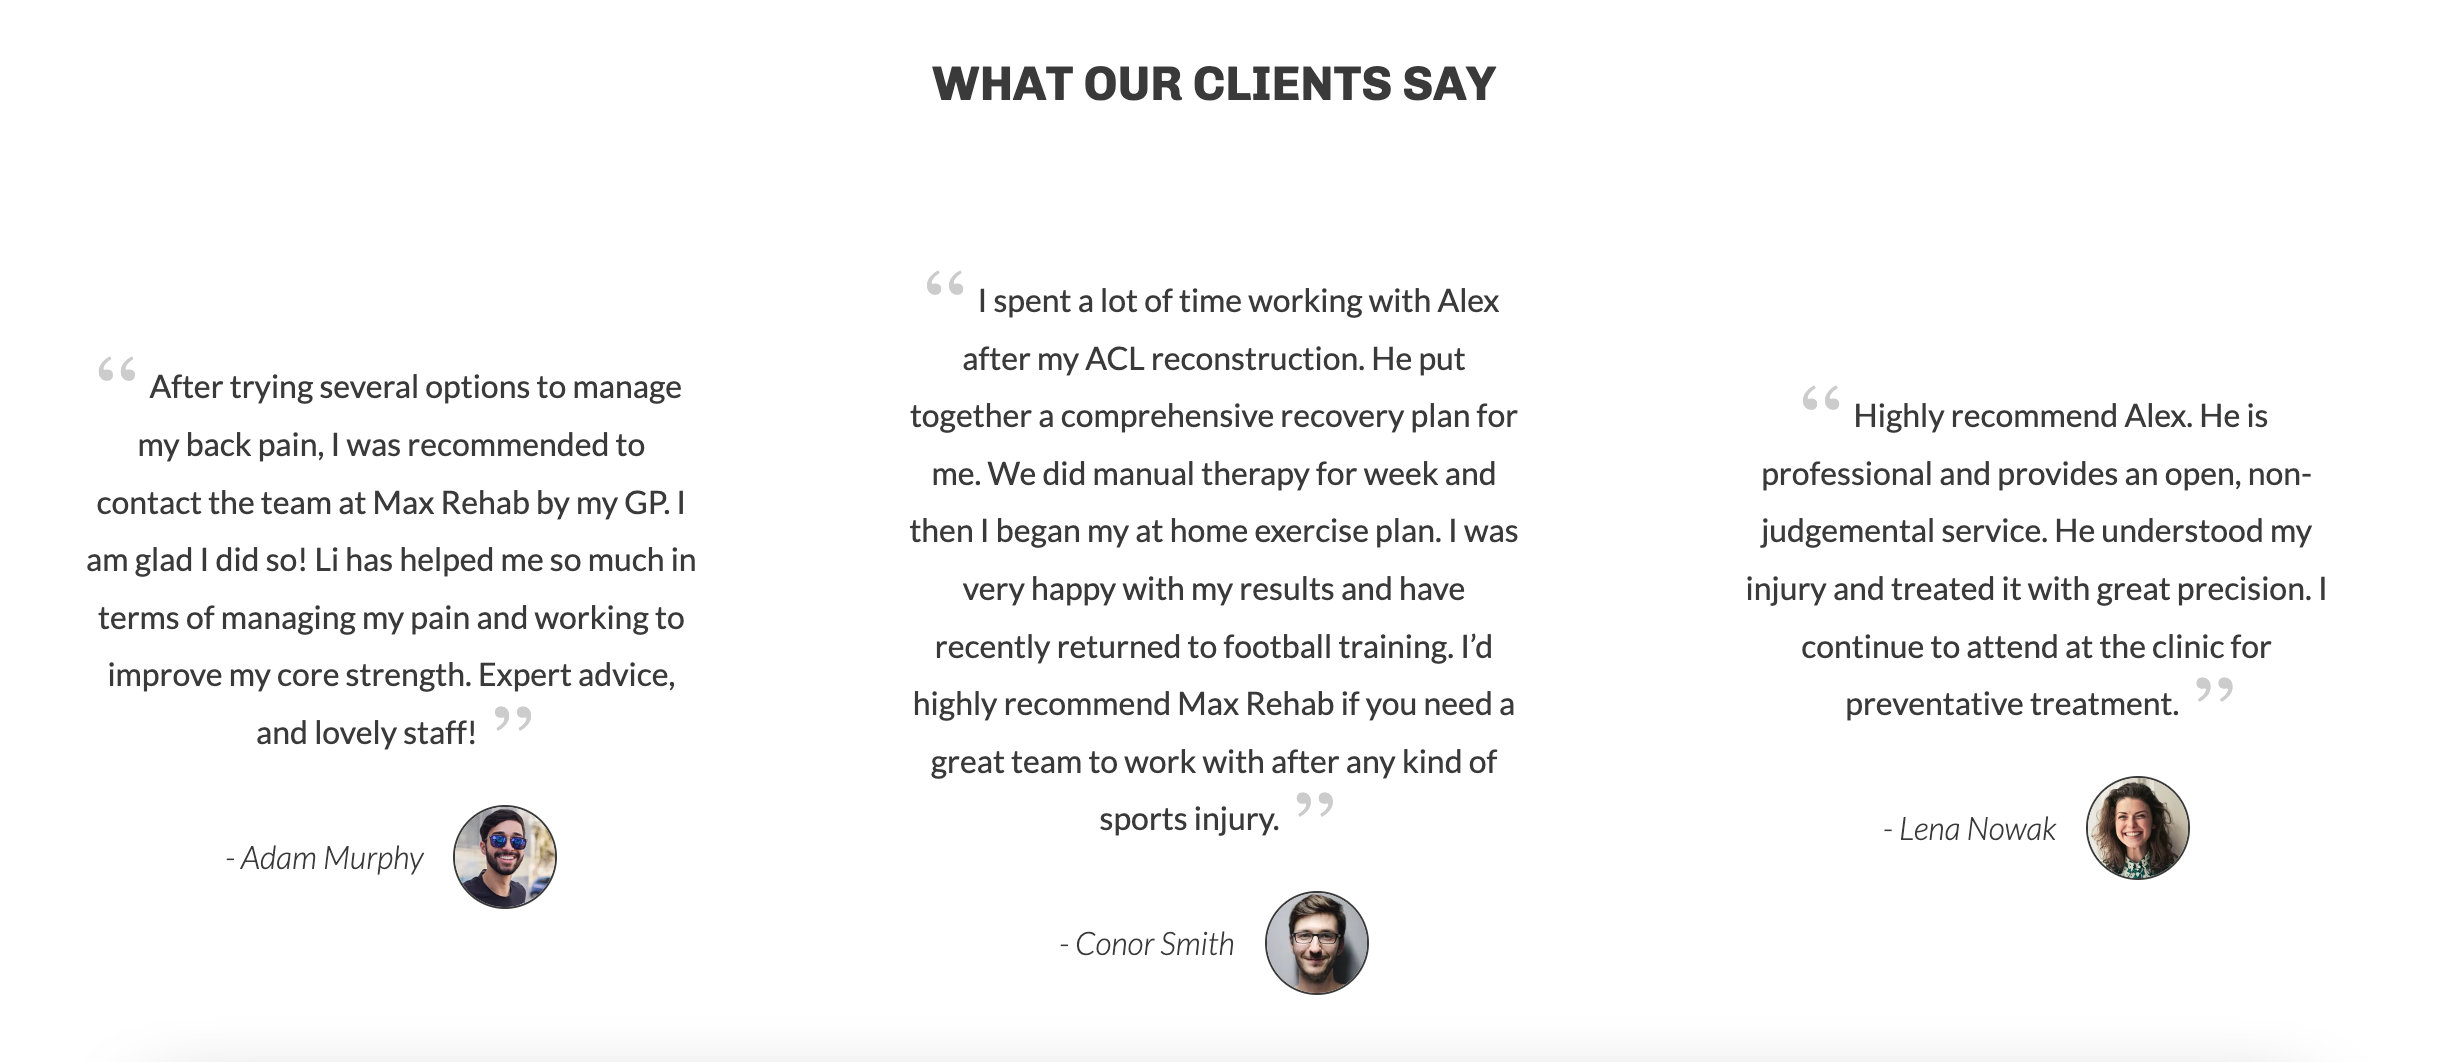 WHAT OUR CLIENTS SAY
“ After trying several options to manage
my back pain, I was recommended to
contact the team at Max Rehab by my GP. I
am glad I did so! Li has helped me so much in
terms of managing my pain and working to
improve my core strength. Expert advice,
and lovely staff! ”
- Adam Murphy
“ I spent a lot of time working with Alex
after my ACL reconstruction. He put
together a comprehensive recovery plan for
me. We did manual therapy for week and
then I began my at home exercise plan. I was
very happy with my results and have
recently returned to football training. I’d
highly recommend Max Rehab if you need a
great team to work with after any kind of
sports injury. ”
- Conor Smith
“ Highly recommend Alex. He is
professional and provides an open, non-
judgemental service. He understood my
injury and treated it with great precision. I
continue to attend at the clinic for
preventative treatment. ”
- Lena Nowak